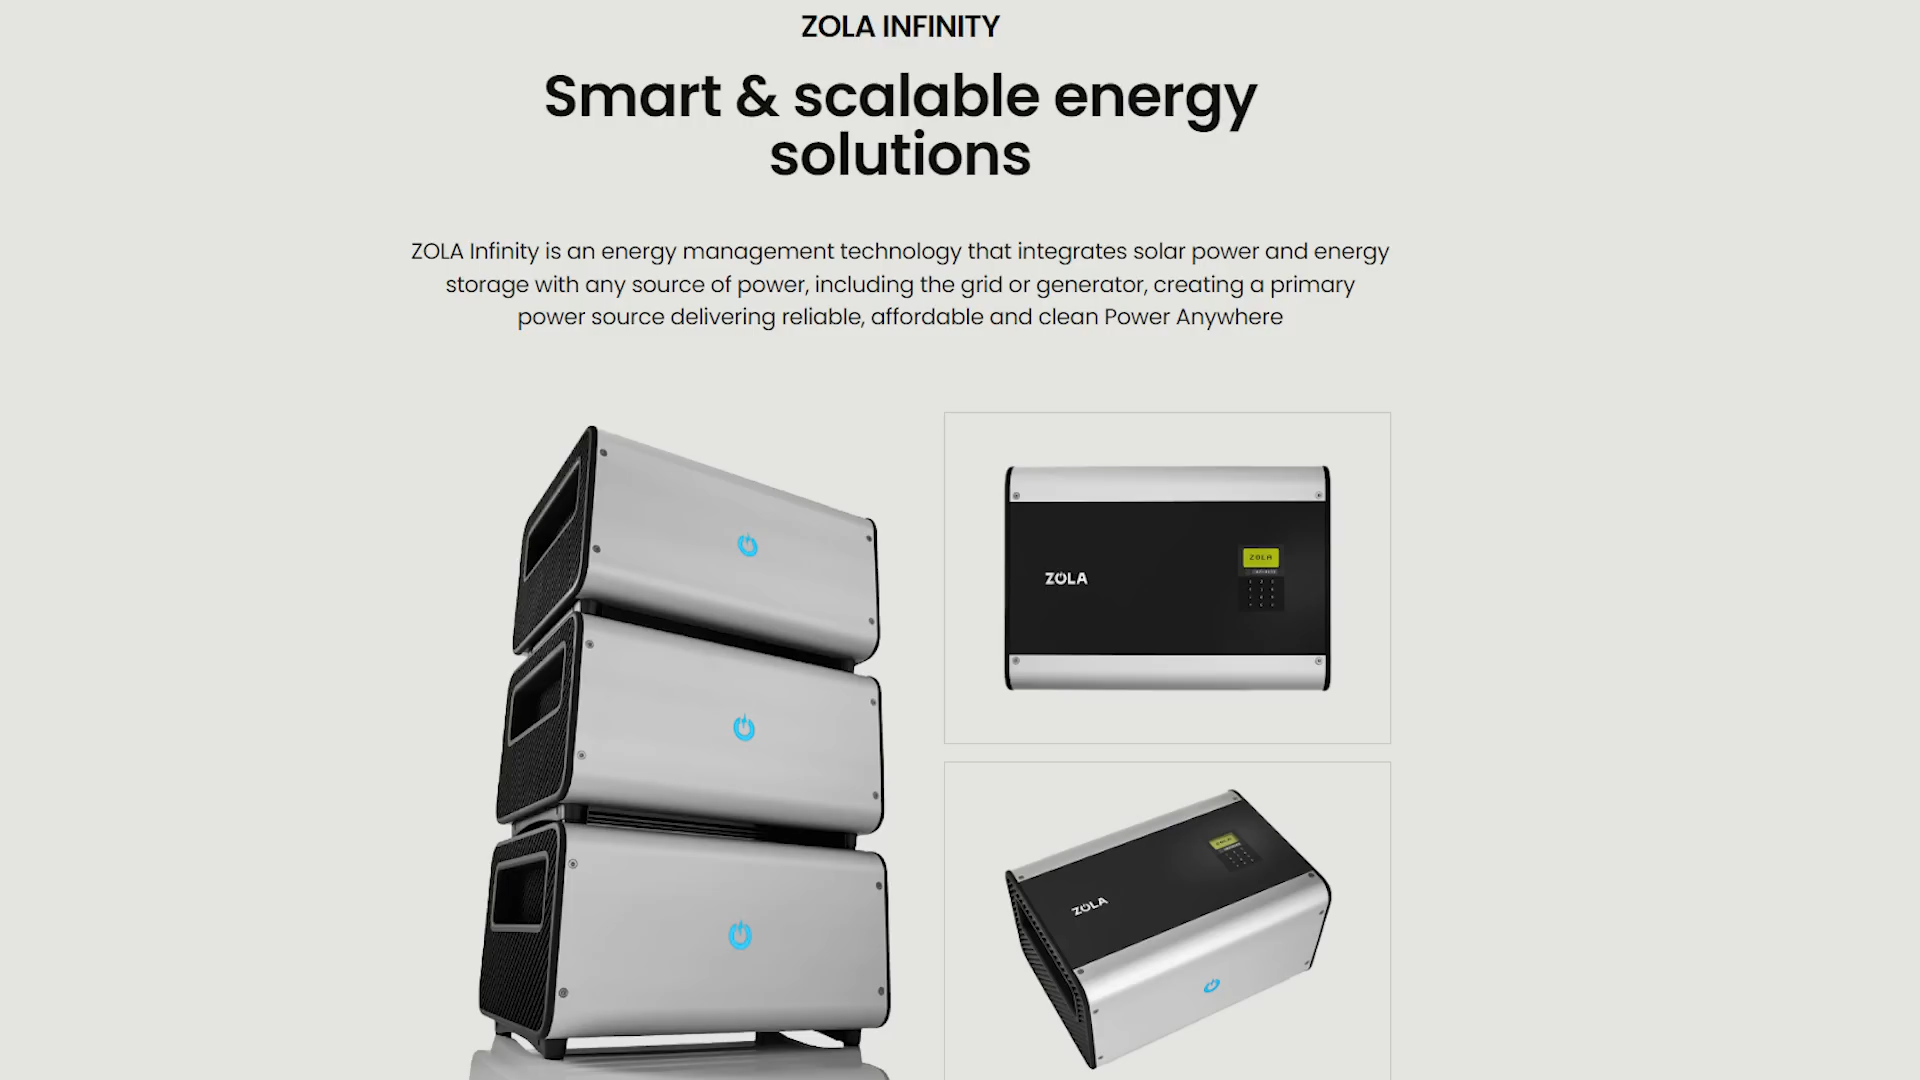 ZOLA INFINITY
Smart & scalable energy
solutions
ZOLA Infinity is an energy management technology that integrates solar power and energy
storage with any source of power, including the grid or generator, creating a primary
power source delivering reliable, affordable and clean Power Anywhere
ZOLA
ZOLA
ZOLA